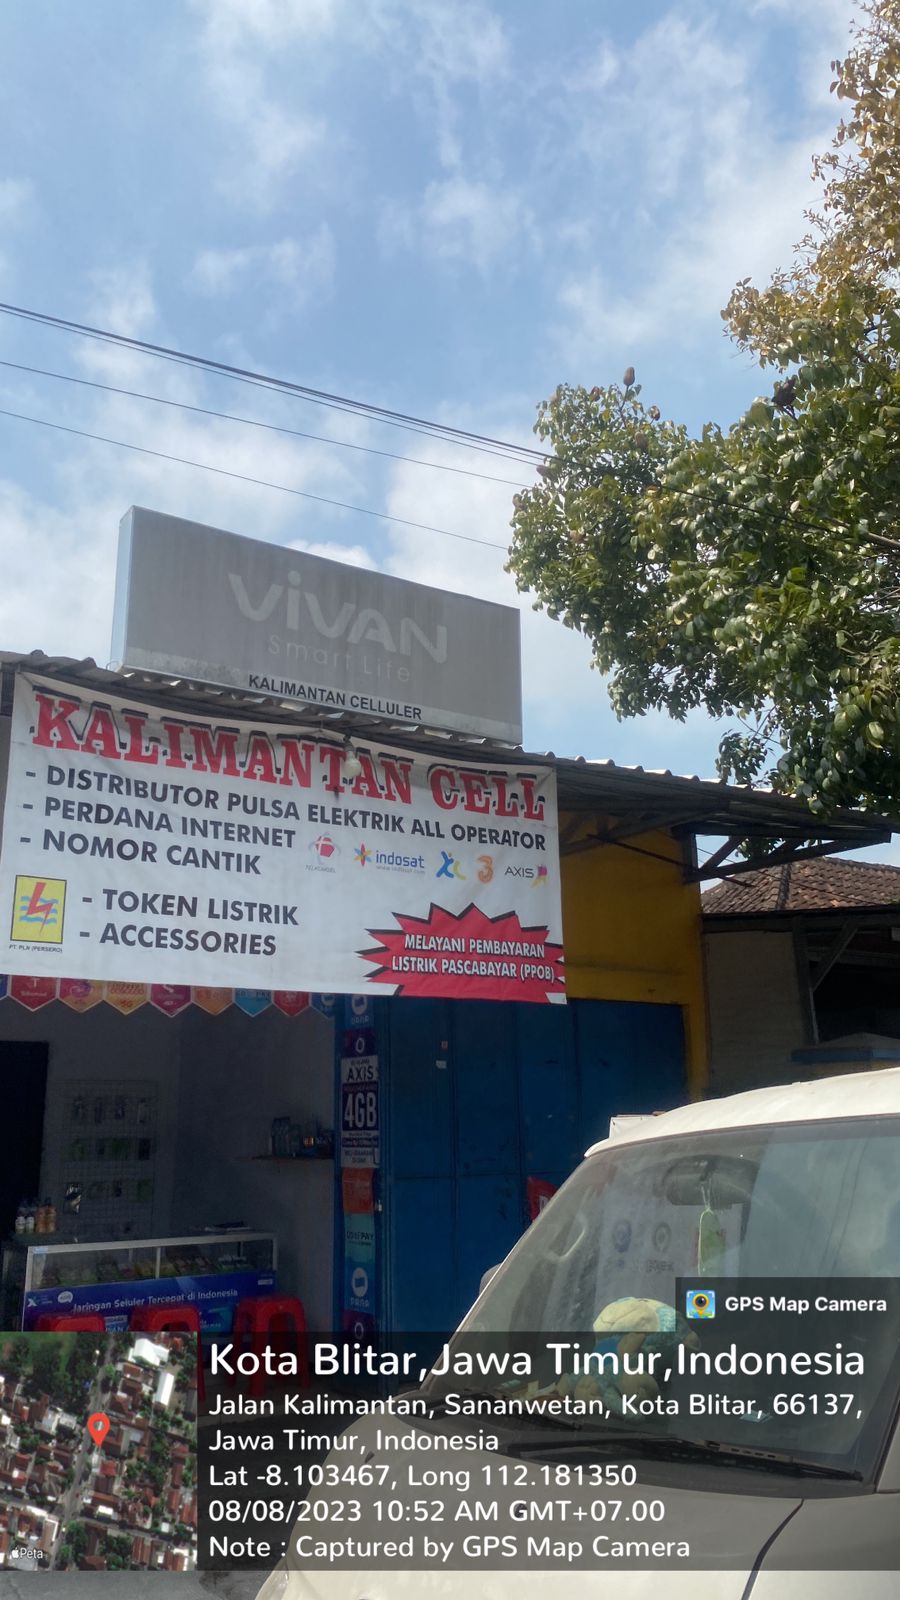 ViVAN
Smart Life
KALIMANTAN CELLULER
KALIMANTAN CELL
- DISTRIBUTOR PULSA ELEKTRIK ALL OPERATOR
- PERDANA INTERNET
- NOMOR CANTIK
TELKOMSEL
indosat
www.indosat.com
XL
3
AXIS
- TOKEN LISTRIK
- ACCESSORIES
PT. PLN (PERSERO)
MELAYANI PEMBAYARAN
LISTRIK PASCABAYAR (PPOB)
AXIS
4GB
Jaringan Seluler Tercepat di Indonesia
GPS Map Camera
Kota Blitar,Jawa Timur,Indonesia
Jalan Kalimantan, Sananwetan, Kota Blitar, 66137,
Jawa Timur, Indonesia
Lat -8.103467, Long 112.181350
08/08/2023 10:52 AM GMT+07.00
Note : Captured by GPS Map Camera
Peta